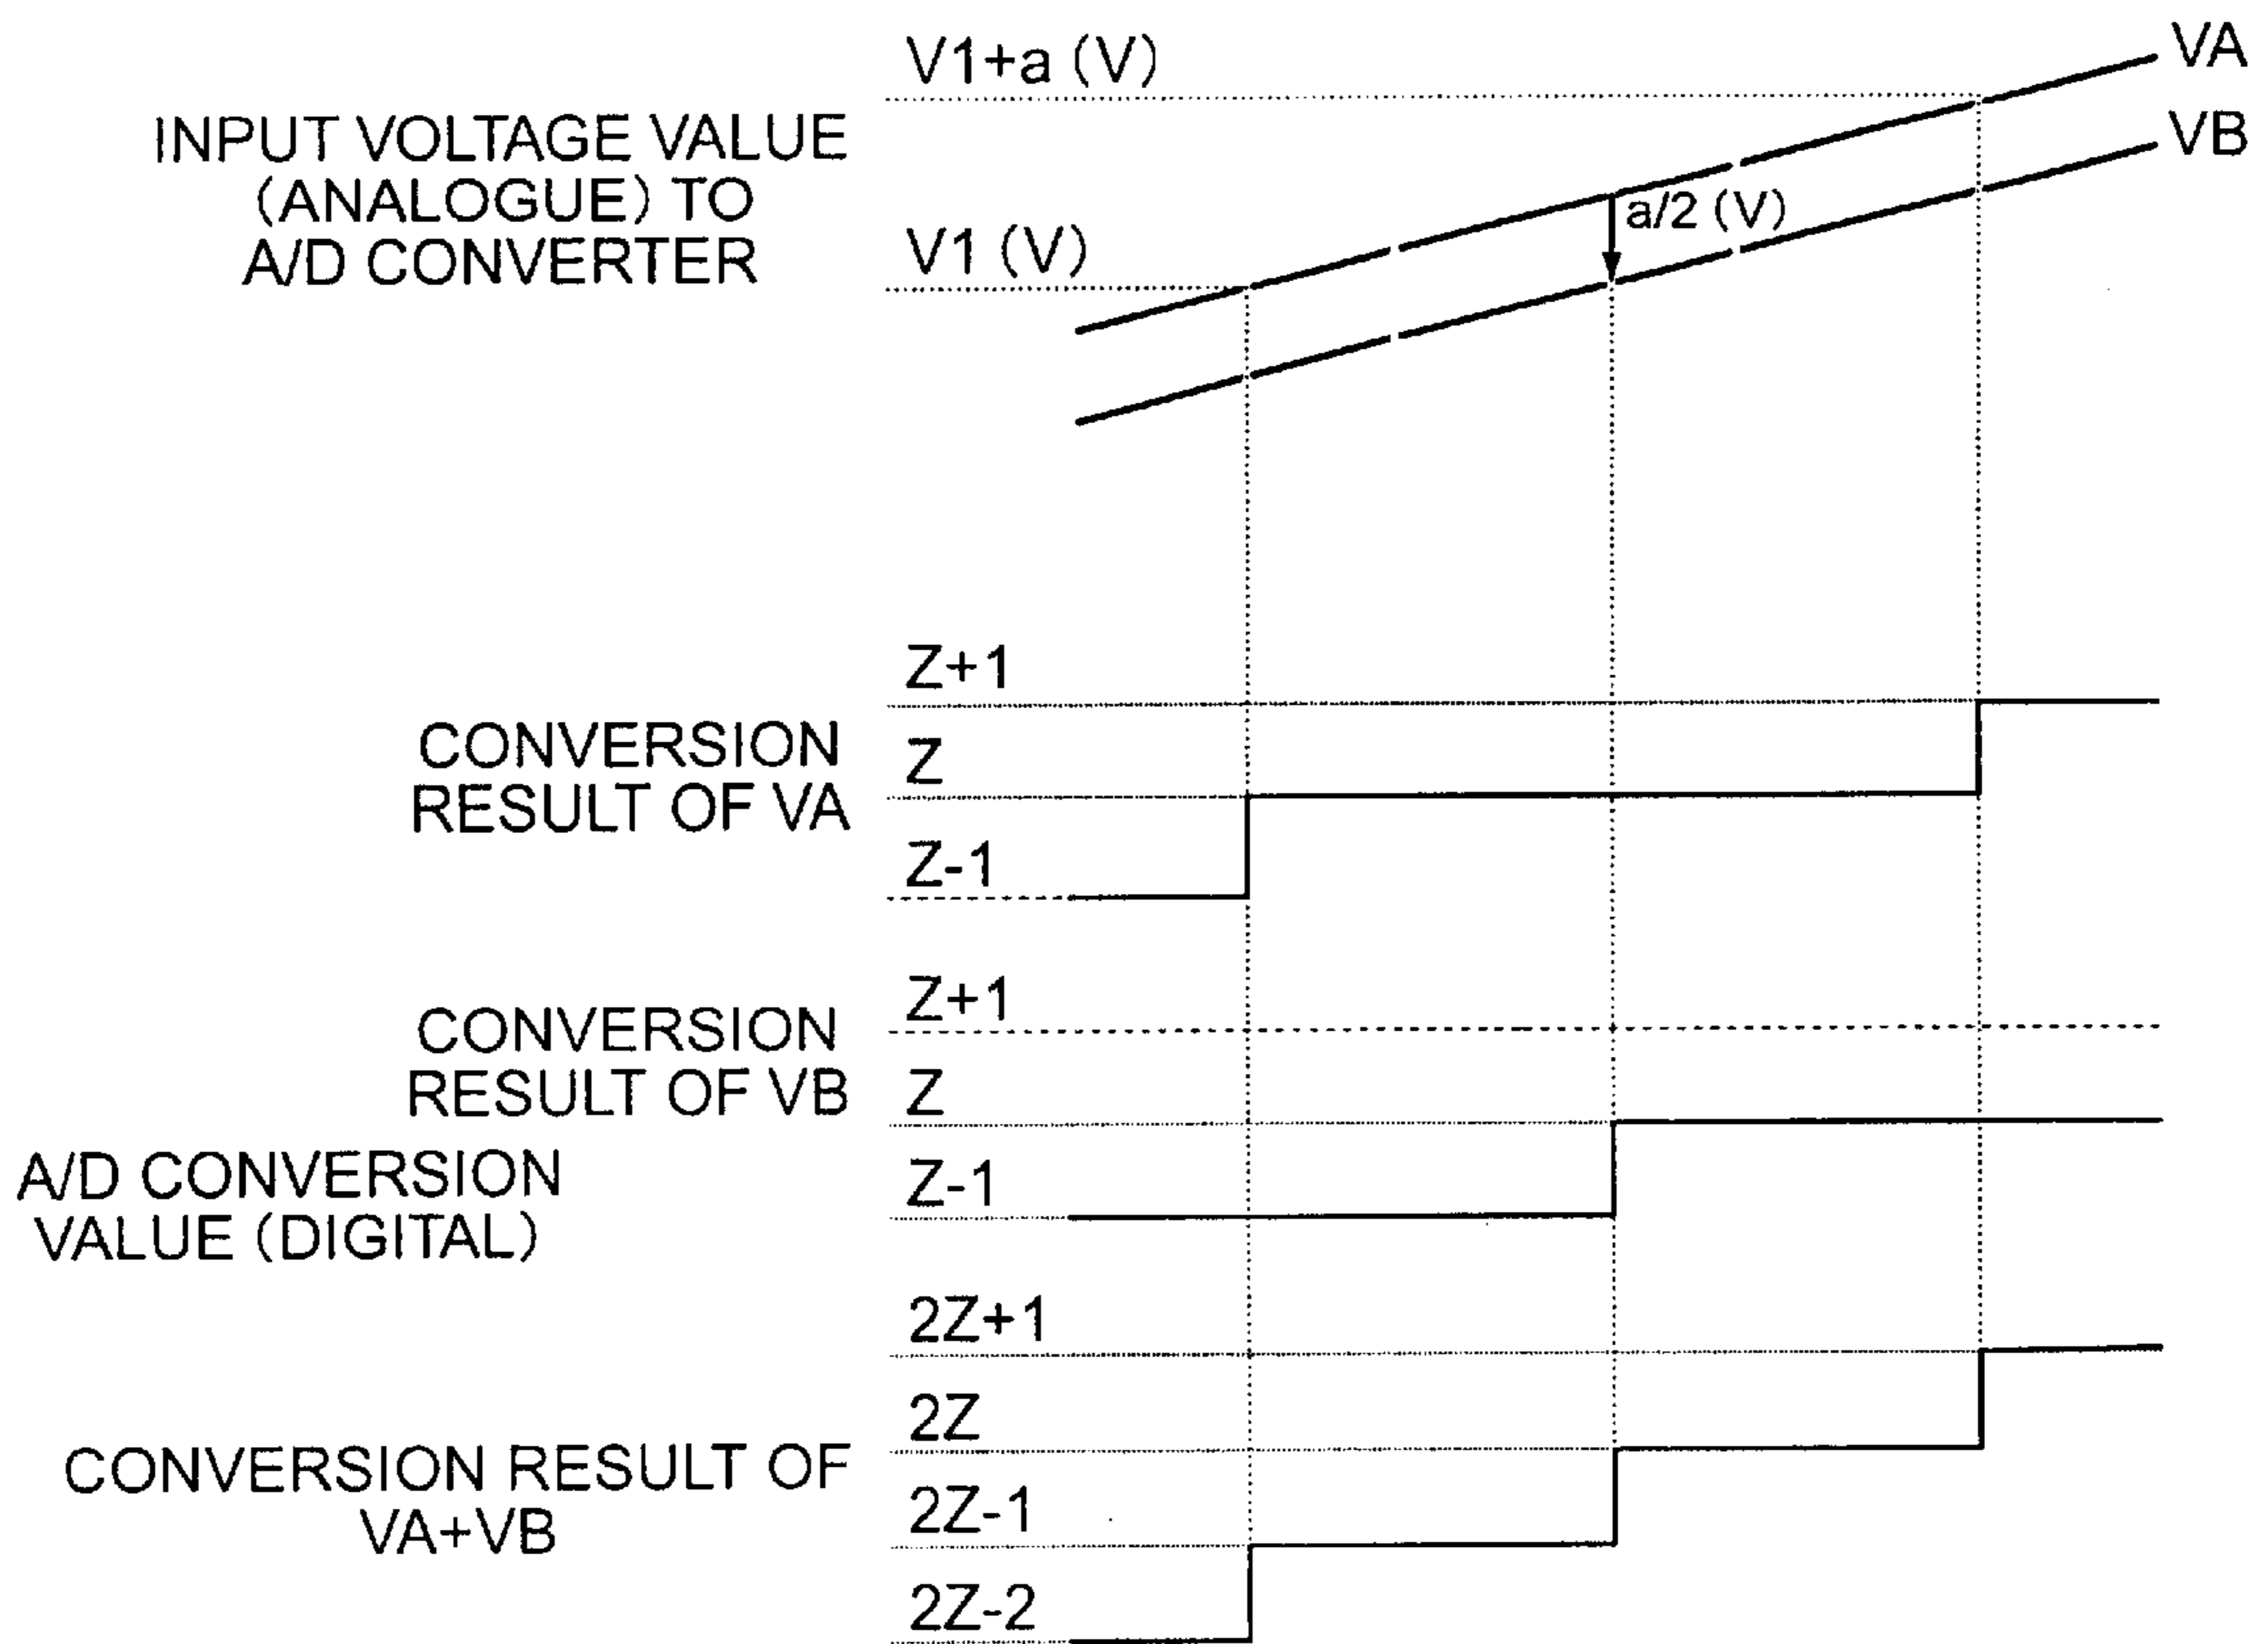 V1+a (V)
VA
INPUT VOLTAGE VALUE
(ANALOGUE) TO
A/D CONVERTER
VB
a/2 (V)
V1 (V)
Z+1
CONVERSION
RESULT OF VA
Z
Z-1
Z+1
CONVERSION
RESULT OF VB
Z
A/D CONVERSION
VALUE (DIGITAL)
Z-1
2Z+1
2Z
CONVERSION RESULT OF
VA+VB
2Z-1
2Z-2